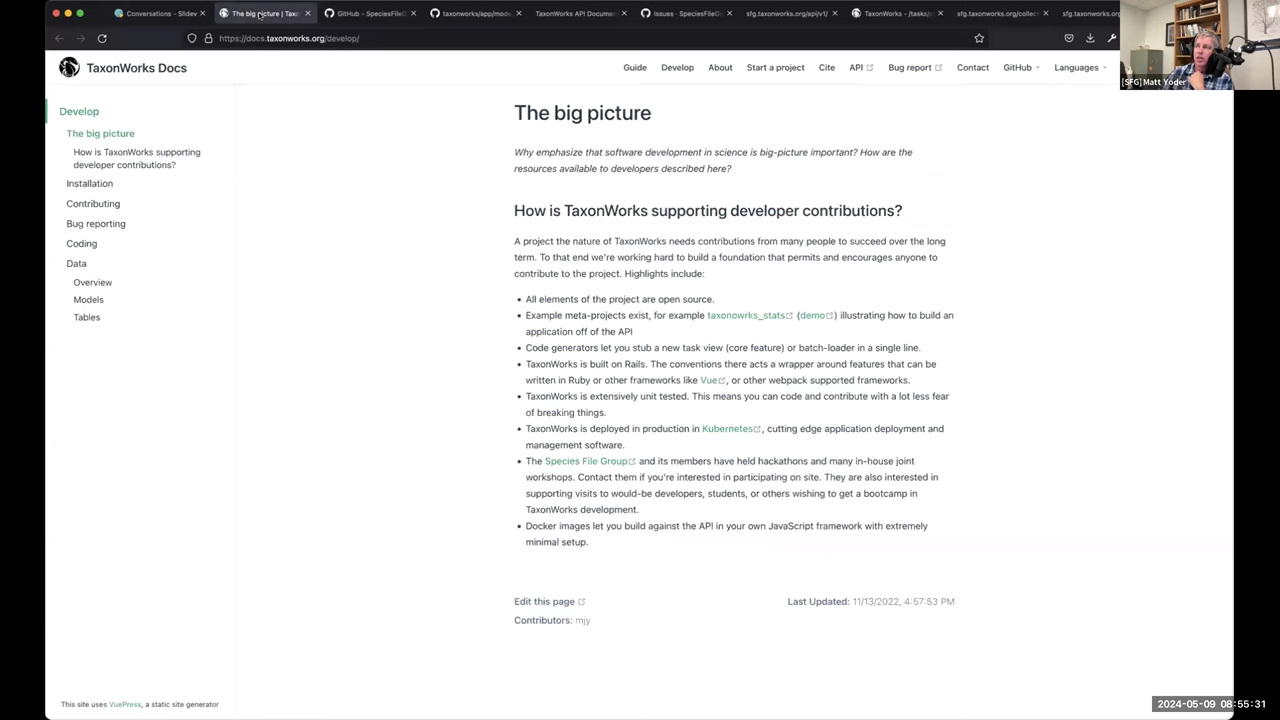 Conversations - Slidev
The big picture | Taxo
GitHub - SpeciesFileG
taxonworks/app/mode
TaxonWorks API Documen
Issues · SpeciesFileG
sfg.taxonworks.org/api/v1/
TaxonWorks - /tasks/
sfg.taxonworks.org/collec
sfg.taxonworks.org
https://docs.taxonworks.org/develop/
[SFG] Matt Yoder
TaxonWorks Docs
Guide
Develop
About
Start a project
Cite
API
Bug report
Contact
GitHub
Languages
Develop
The big picture
How is TaxonWorks supporting
developer contributions?
Installation
Contributing
Bug reporting
Coding
Data
Overview
Models
Tables
The big picture
Why emphasize that software development in science is big-picture important? How are the
resources available to developers described here?
How is TaxonWorks supporting developer contributions?
A project the nature of TaxonWorks needs contributions from many people to succeed over the long
term. To that end we're working hard to build a foundation that permits and encourages anyone to
contribute to the project. Highlights include:
• All elements of the project are open source.
• Example meta-projects exist, for example taxonowrks_stats (demo) illustrating how to build an
application off of the API
• Code generators let you stub a new task view (core feature) or batch-loader in a single line.
• TaxonWorks is built on Rails. The conventions there acts a wrapper around features that can be
written in Ruby or other frameworks like Vue, or other webpack supported frameworks.
• TaxonWorks is extensively unit tested. This means you can code and contribute with a lot less fear
of breaking things.
• TaxonWorks is deployed in production in Kubernetes, cutting edge application deployment and
management software.
• The Species File Group and its members have held hackathons and many in-house joint
workshops. Contact them if you're interested in participating on site. They are also interested in
supporting visits to would-be developers, students, or others wishing to get a bootcamp in
TaxonWorks development.
• Docker images let you build against the API in your own JavaScript framework with extremely
minimal setup.
Edit this page
Last Updated: 11/13/2022, 4:57:53 PM
Contributors: mjy
This site uses VuePress, a static site generator
2024-05-09 08:55:31